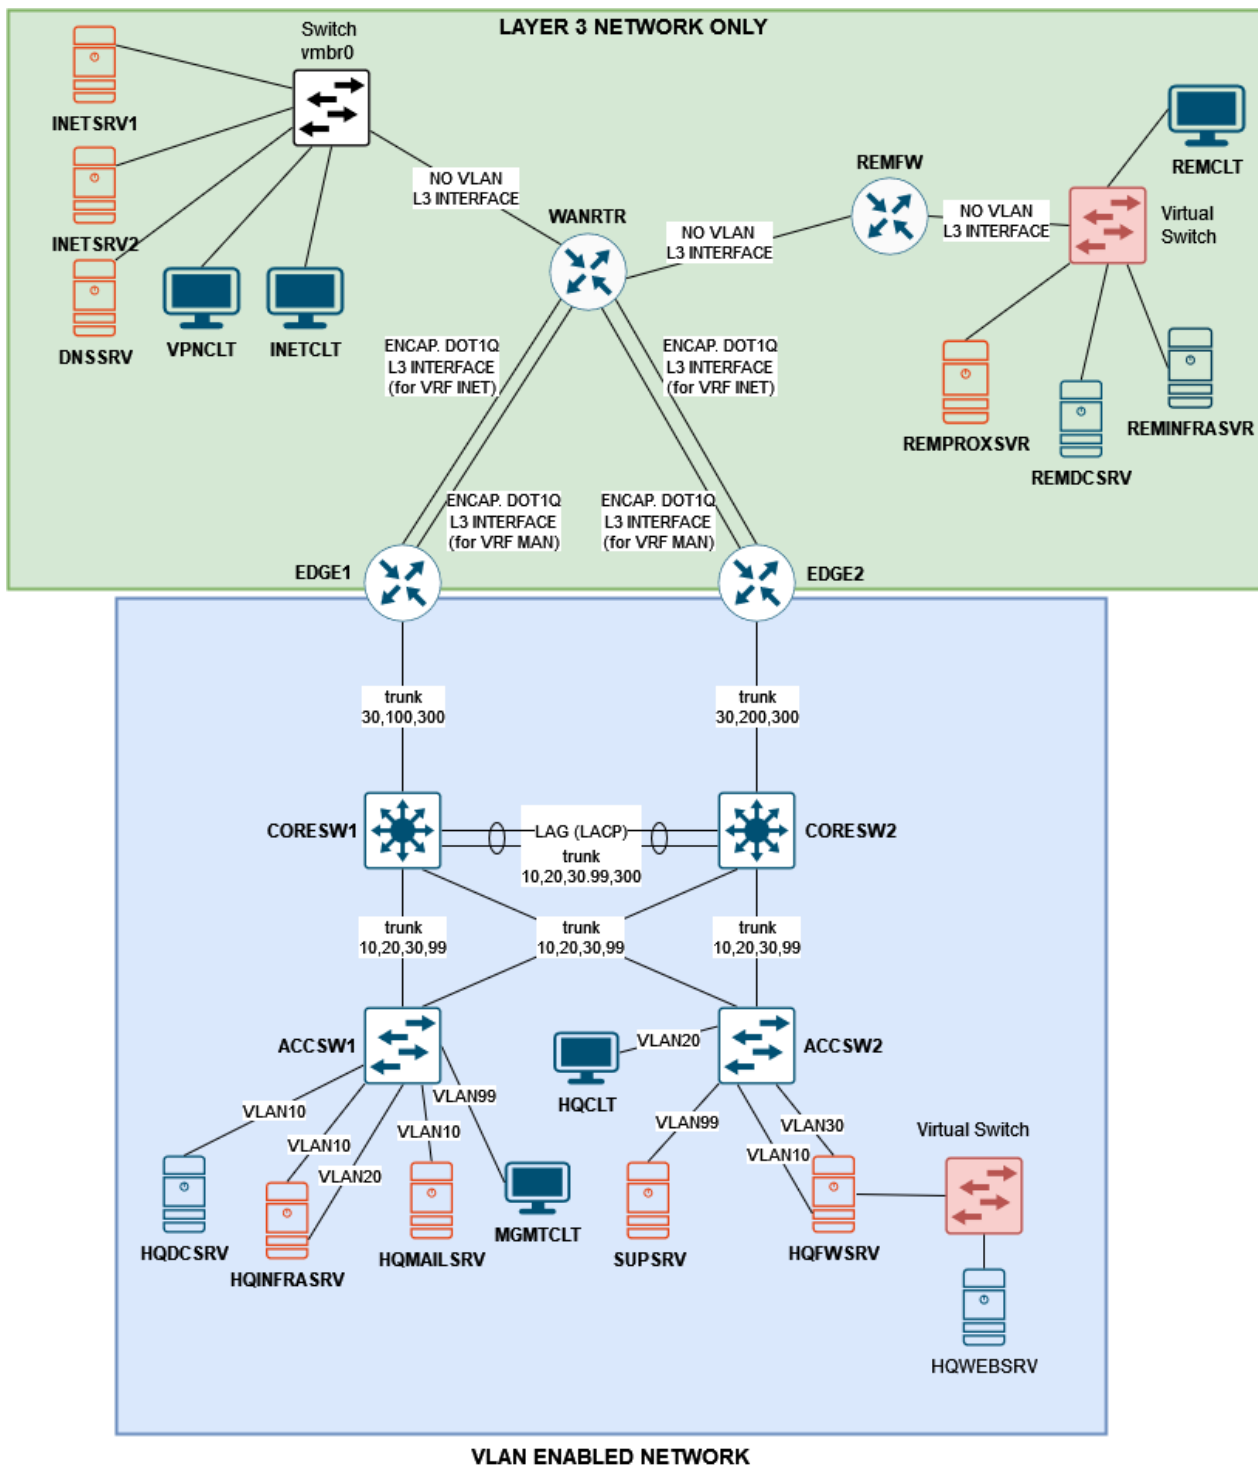 LAYER 3 NETWORK ONLY
Switch
vmbr0
INETSRV1
INETSRV2
DNSSRV
VPNCLT
INETCLT
NO VLAN
L3 INTERFACE
WANRTR
NO VLAN
L3 INTERFACE
REMFW
NO VLAN
L3 INTERFACE
REMCLT
Virtual
Switch
REMPROXSVR
REMDCSRV
REMINFRASVR
ENCAP. DOT1Q
L3 INTERFACE
(for VRF INET)
ENCAP. DOT1Q
L3 INTERFACE
(for VRF INET)
ENCAP. DOT1Q
L3 INTERFACE
(for VRF MAN)
ENCAP. DOT1Q
L3 INTERFACE
(for VRF MAN)
EDGE1
EDGE2
trunk
30,100,300
trunk
30,200,300
CORESW1
LAG (LACP)
trunk
10,20,30.99,300
CORESW2
trunk
10,20,30,99
trunk
10,20,30,99
trunk
10,20,30,99
ACCSW1
ACCSW2
VLAN10
VLAN10
VLAN20
VLAN10
VLAN99
HQDCSRV
HQINFRASRV
HQMAILSRV
MGMTCLT
VLAN20
HQCLT
VLAN99
VLAN10
VLAN30
SUPSRV
HQFWSRV
Virtual Switch
HQWEBSRV
VLAN ENABLED NETWORK